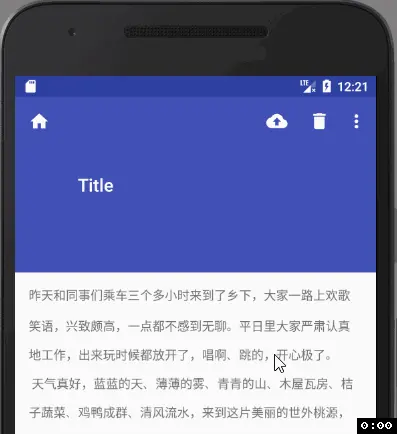 LTE 12:21
Title
昨天和同事们乘车三个多小时来到了乡下，大家一路上欢歌
笑语，兴致颇高，一点都不感到无聊。平日里大家严肃认真
地工作，出来玩时候都放开了，唱啊、跳的，开心极了。
天气真好，蓝蓝的天、薄薄的雾、青青的山、木屋瓦房、桔
子蔬菜、鸡鸭成群、清风流水，来到这片美丽的世外桃源，
0:00